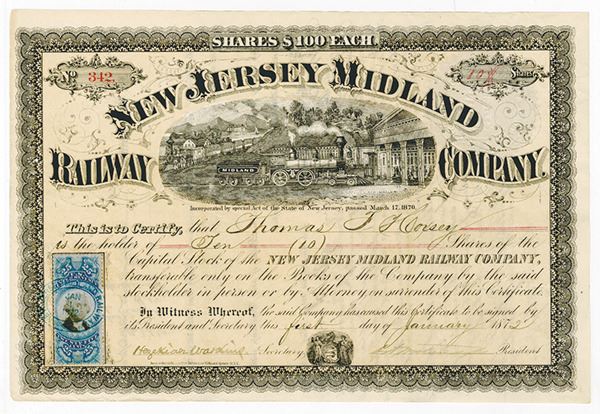 SHARES $100 EACH.
No. 342.
Shares
NEW JERSEY MIDLAND
RAILWAY COMPANY.
MIDLAND
Incorporated by special Act of the State of New Jersey, passed March 17, 1870.
This is to Certify, that Thomas F
is the holder of Ten (10) Shares of the
Capital Stock of the NEW JERSEY MIDLAND RAILWAY COMPANY,
transferable only on the Books of the Company by the said
stockholder in person or by Attorney on surrender of this Certificate.
In Witness Whereof, the said Company has caused this Certificate to be signed by
its President and Secretary this first day of January 1872
Hezekiah Watkins Secretary. President
JAN